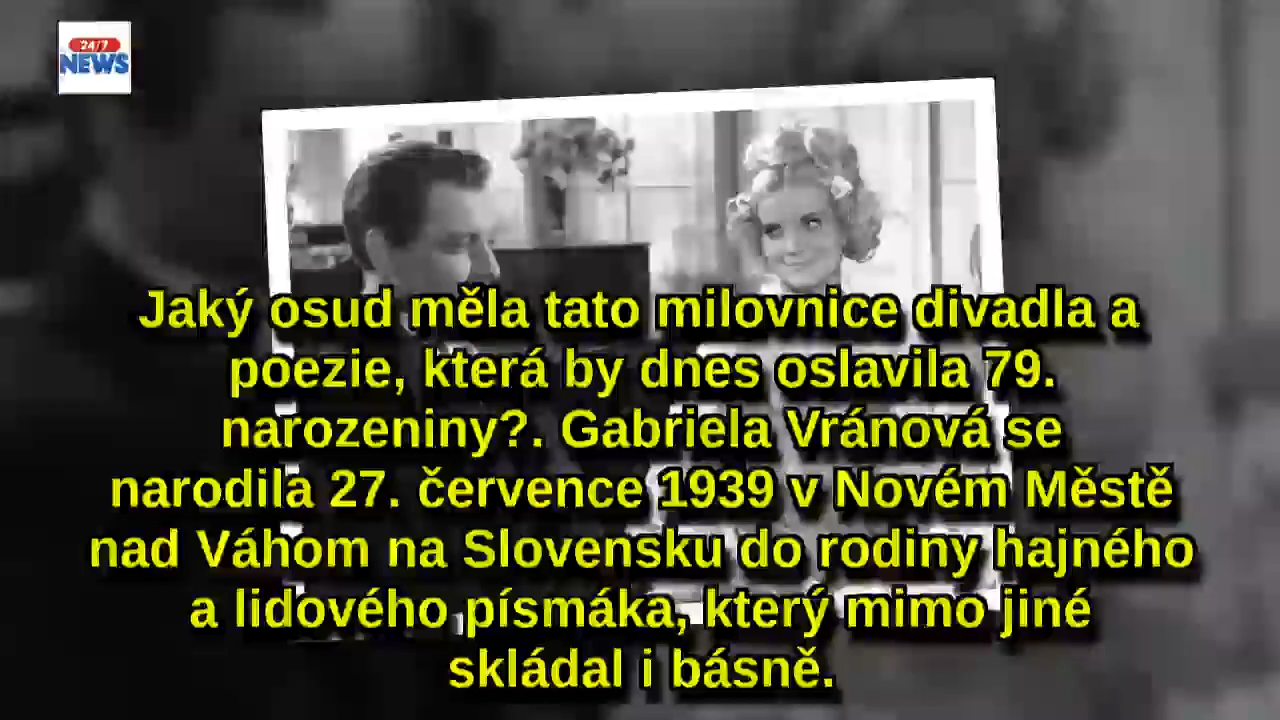 24/7
NEWS
Jaký osud měla tato milovnice divadla a
poezie, která by dnes oslavila 79.
narozeniny?. Gabriela Vránová se
narodila 27. července 1939 v Novém Městě
nad Váhom na Slovensku do rodiny hajného
a lidového písmáka, který mimo jiné
skládal i básně.